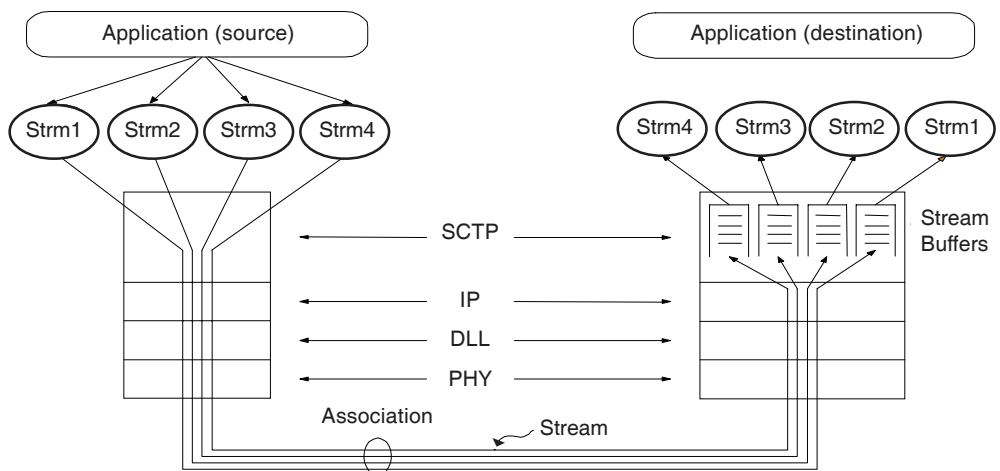 Application (source)
Application (destination)
Strm1
Strm2
Strm3
Strm4
Strm4
Strm3
Strm2
Strm1
SCTP
Stream
Buffers
IP
DLL
PHY
Association
Stream